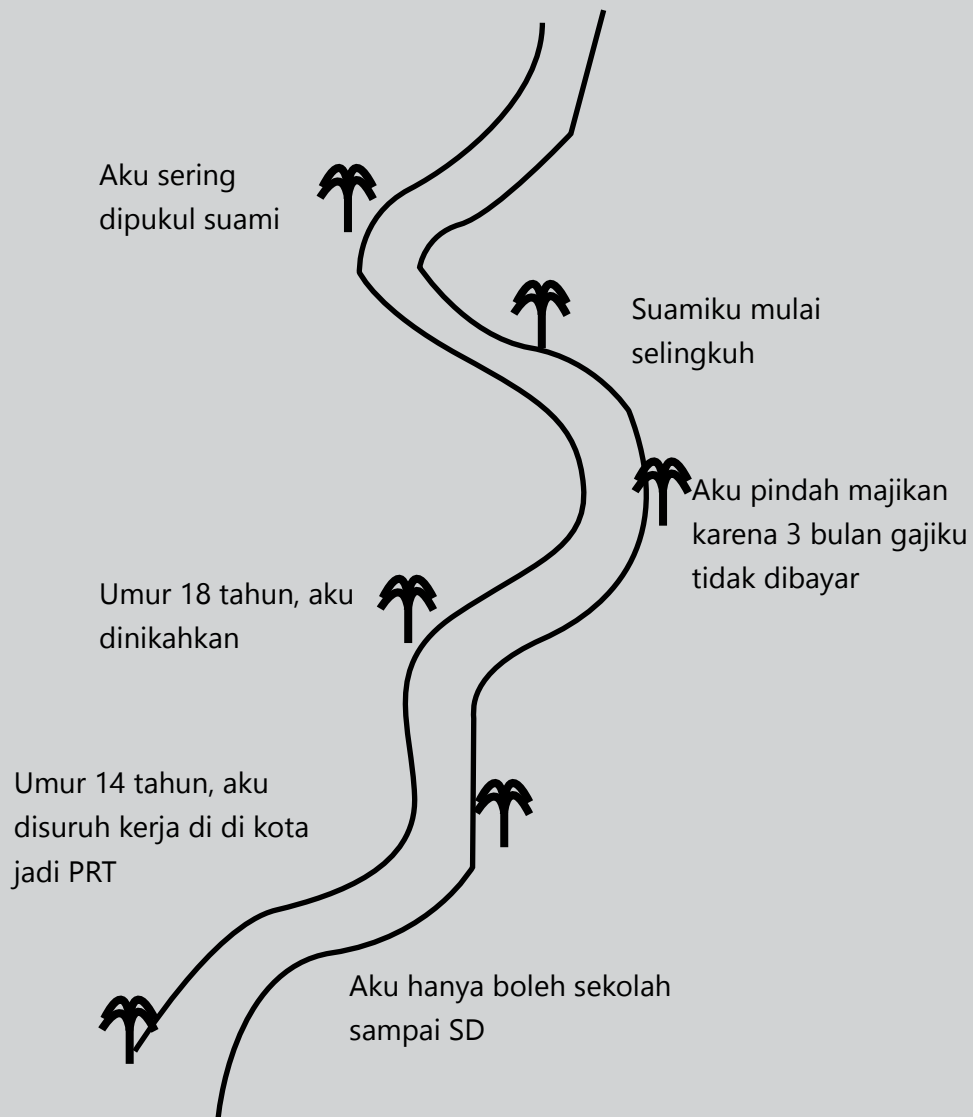 Aku sering
dipukul suami
Suamiku mulai
selingkuh
Aku pindah majikan
karena 3 bulan gajiku
tidak dibayar
Umur 18 tahun, aku
dinikahkan
Umur 14 tahun, aku
disuruh kerja di di kota
jadi PRT
Aku hanya boleh sekolah
sampai SD